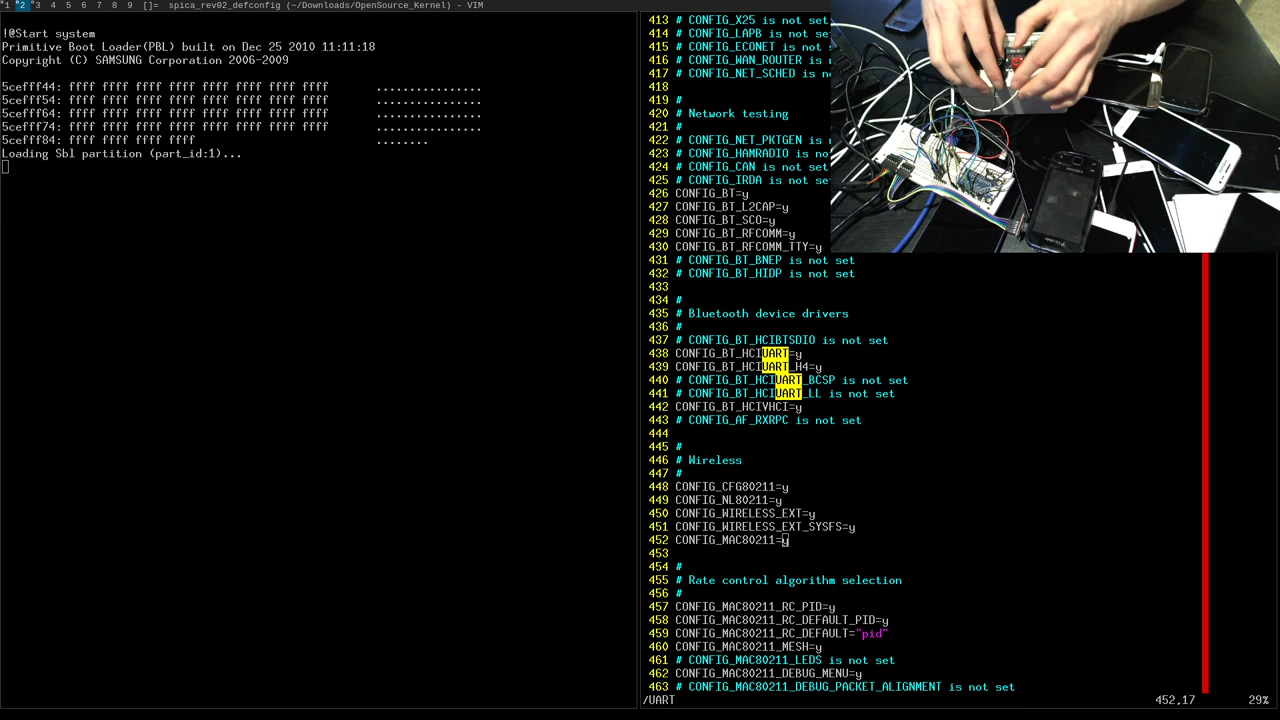 1 2 3 4 5 6 7 8 9 []= spica_rev02_defconfig (~/Downloads/OpenSource_Kernel) - VIM
!@Start system
Primitive Boot Loader(PBL) built on Dec 25 2010 11:11:18
Copyright (C) SAMSUNG Corporation 2006-2009
5cefff44: ffff ffff ffff ffff ffff ffff ffff ffff ................
5cefff54: ffff ffff ffff ffff ffff ffff ffff ffff ................
5cefff64: ffff ffff ffff ffff ffff ffff ffff ffff ................
5cefff74: ffff ffff ffff ffff ffff ffff ffff ffff ................
5cefff84: ffff ffff ffff ffff ........
Loading Sbl partition (part_id:1)...
413 # CONFIG_X25 is not set
414 # CONFIG_LAPB is not set
415 # CONFIG_ECONET is not
416 # CONFIG_WAN_ROUTER is
417 # CONFIG_NET_SCHED is
418
419 #
420 # Network testing
421 #
422 # CONFIG_NET_PKTGEN is
423 # CONFIG_HAMRADIO is
424 # CONFIG_CAN is not set
425 # CONFIG_IRDA is not
426 CONFIG_BT=y
427 CONFIG_BT_L2CAP=y
428 CONFIG_BT_SCO=y
429 CONFIG_BT_RFCOMM=y
430 CONFIG_BT_RFCOMM_TTY=y
431 # CONFIG_BT_BNEP is not set
432 # CONFIG_BT_HIDP is not set
433
434 #
435 # Bluetooth device drivers
436 #
437 # CONFIG_BT_HCIBTSDIO is not set
438 CONFIG_BT_HCIUART=y
439 CONFIG_BT_HCIUART_H4=y
440 # CONFIG_BT_HCIUART_BCSP is not set
441 # CONFIG_BT_HCIUART_LL is not set
442 CONFIG_BT_HCIVHCI=y
443 # CONFIG_AF_RXRPC is not set
444
445 #
446 # Wireless
447 #
448 CONFIG_CFG80211=y
449 CONFIG_NL80211=y
450 CONFIG_WIRELESS_EXT=y
451 CONFIG_WIRELESS_EXT_SYSFS=y
452 CONFIG_MAC80211=y
453
454 #
455 # Rate control algorithm selection
456 #
457 CONFIG_MAC80211_RC_PID=y
458 CONFIG_MAC80211_RC_DEFAULT_PID=y
459 CONFIG_MAC80211_RC_DEFAULT="pid"
460 CONFIG_MAC80211_MESH=y
461 # CONFIG_MAC80211_LEDS is not set
462 CONFIG_MAC80211_DEBUG_MENU=y
463 # CONFIG_MAC80211_DEBUG_PACKET_ALIGNMENT is not set
/UART 452,17 29%